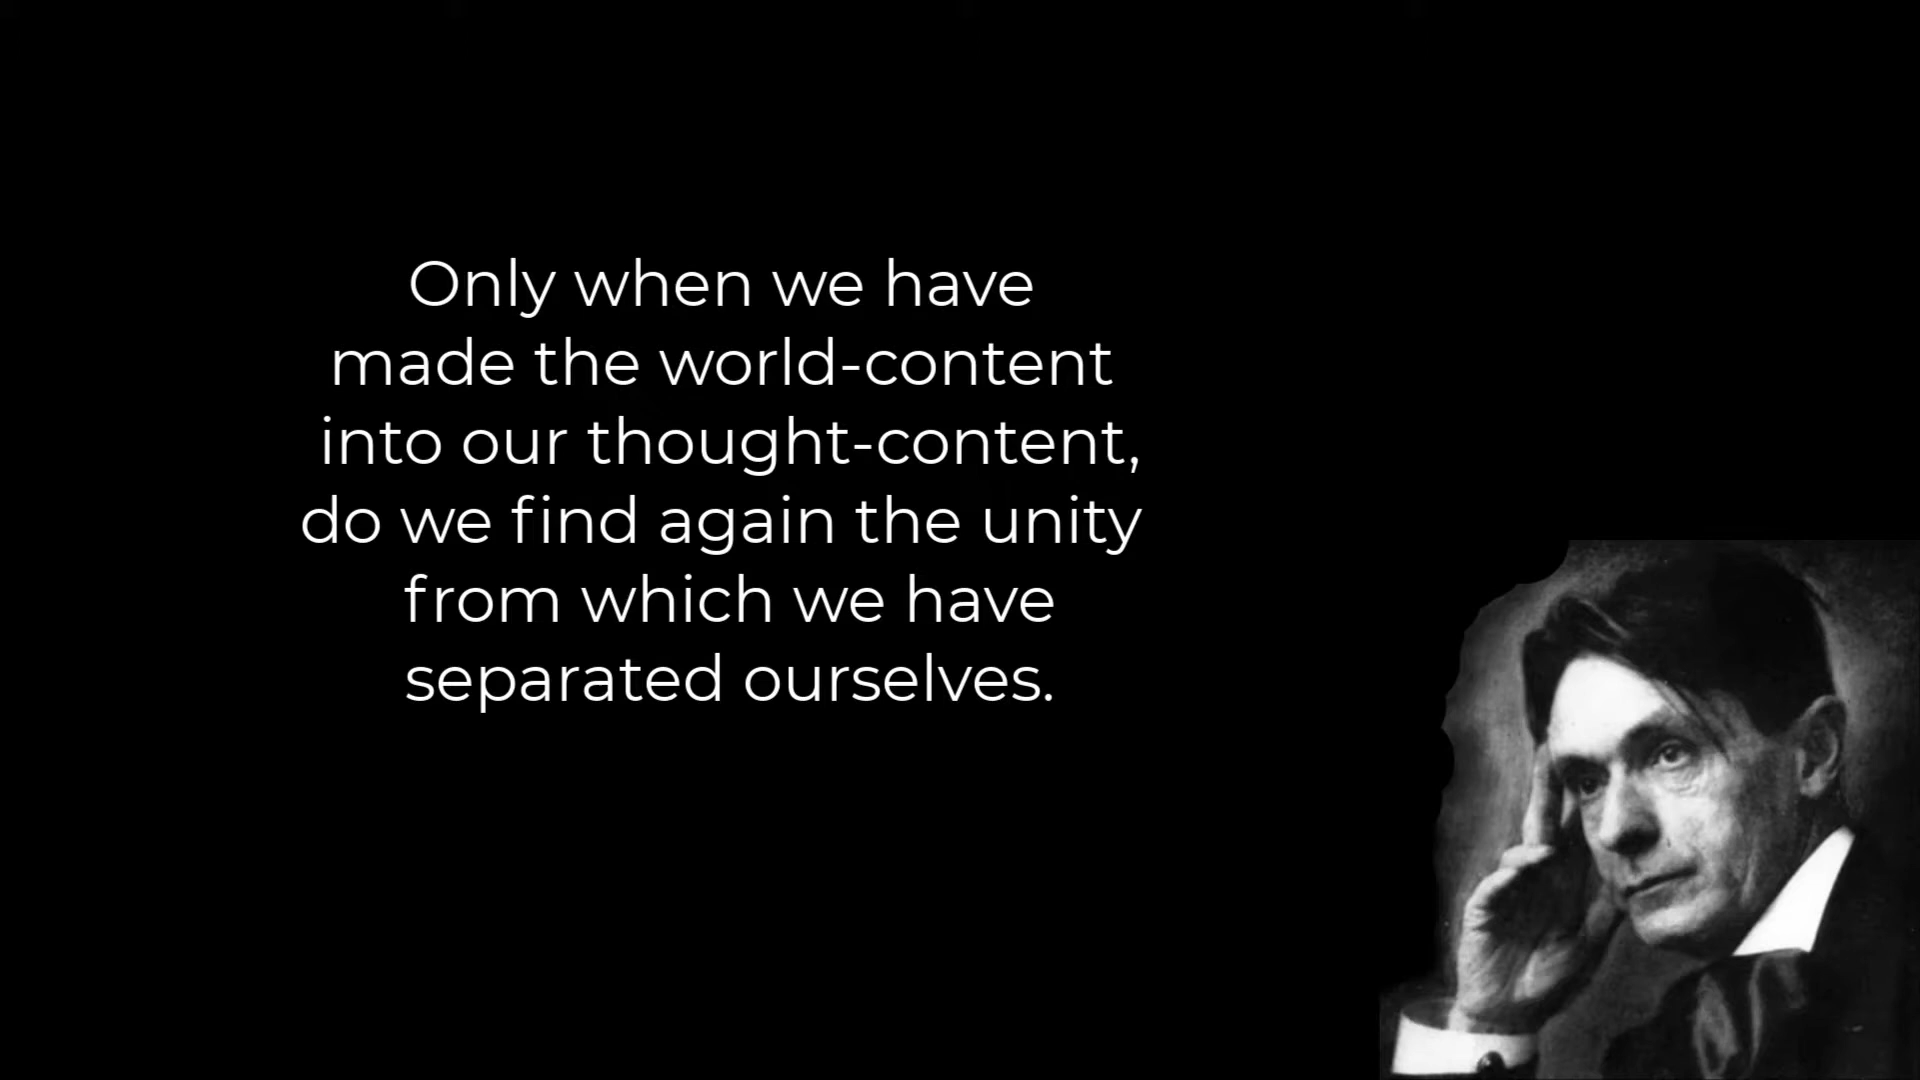 Only when we have
made the world-content
into our thought-content,
do we find again the unity
from which we have
separated ourselves.